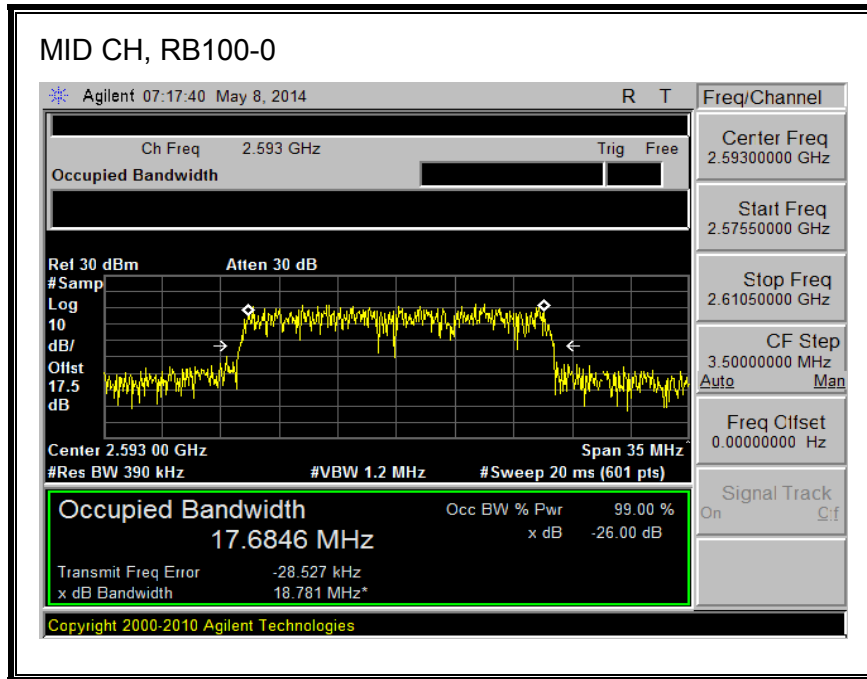 MID CH, RB100-0
Agilent 07:17:40 May 8, 2014 R T
Ch Freq 2.593 GHz Trig Free
Occupied Bandwidth
Ref 30 dBm Atten 30 dB
#Samp
Log
10
dB/
Offst
17.5
dB
Center 2.593 00 GHz Span 35 MHz
#Res BW 390 kHz #VBW 1.2 MHz #Sweep 20 ms (601 pts)
Occupied Bandwidth Occ BW % Pwr 99.00 %
17.6846 MHz x dB -26.00 dB
Transmit Freq Error -28.527 kHz
x dB Bandwidth 18.781 MHz*
Copyright 2000-2010 Agilent Technologies
Freq/Channel
Center Freq
2.59300000 GHz
Start Freq
2.57550000 GHz
Stop Freq
2.61050000 GHz
CF Step
3.50000000 MHz
Auto Man
Freq Offset
0.00000000 Hz
Signal Track
On Off